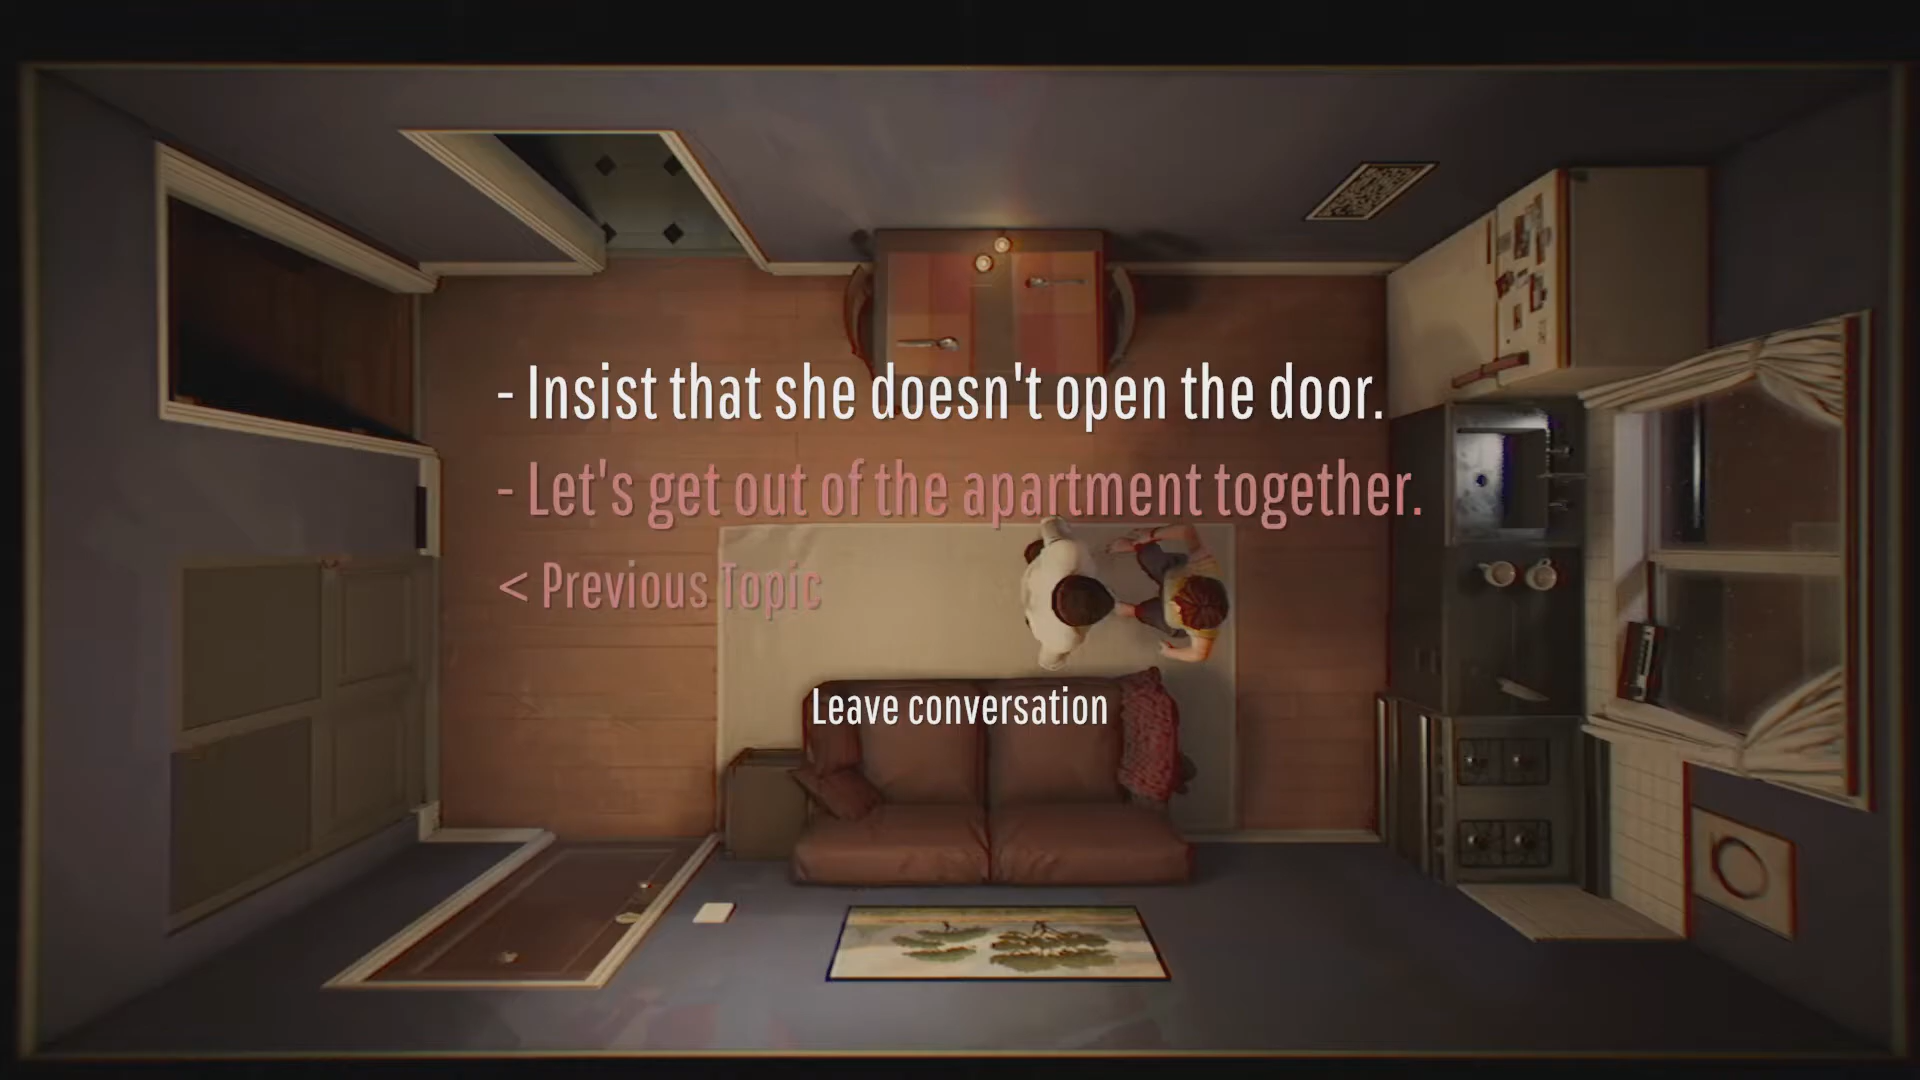 - Insist that she doesn't open the door.
- Let's get out of the apartment together.
< Previous Topic
Leave conversation